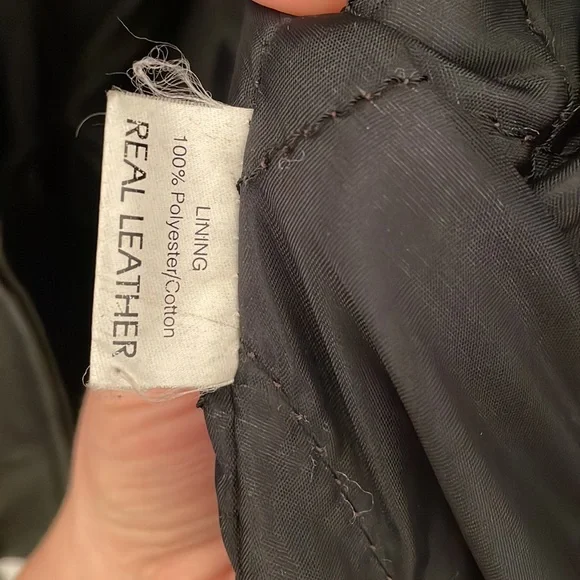 LINING
100% Polyester/Cotton
REAL LEATHER